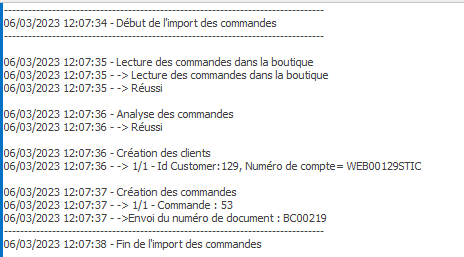 --------------------------------------------------------------------------------
06/03/2023 12:07:34 - Début de l'import des commandes
--------------------------------------------------------------------------------
06/03/2023 12:07:35 - Lecture des commandes dans la boutique
06/03/2023 12:07:35 - --> Lecture des commandes dans la boutique
06/03/2023 12:07:35 - --> Réussi
06/03/2023 12:07:36 - Analyse des commandes
06/03/2023 12:07:36 - --> Réussi
06/03/2023 12:07:36 - Création des clients
06/03/2023 12:07:36 - --> 1/1 - Id Customer:129, Numéro de compte= WEB00129STIC
06/03/2023 12:07:37 - Création des commandes
06/03/2023 12:07:37 - --> 1/1 - Commande : 53
06/03/2023 12:07:37 - -->Envoi du numéro de document : BC00219
--------------------------------------------------------------------------------
06/03/2023 12:07:38 - Fin de l'import des commandes